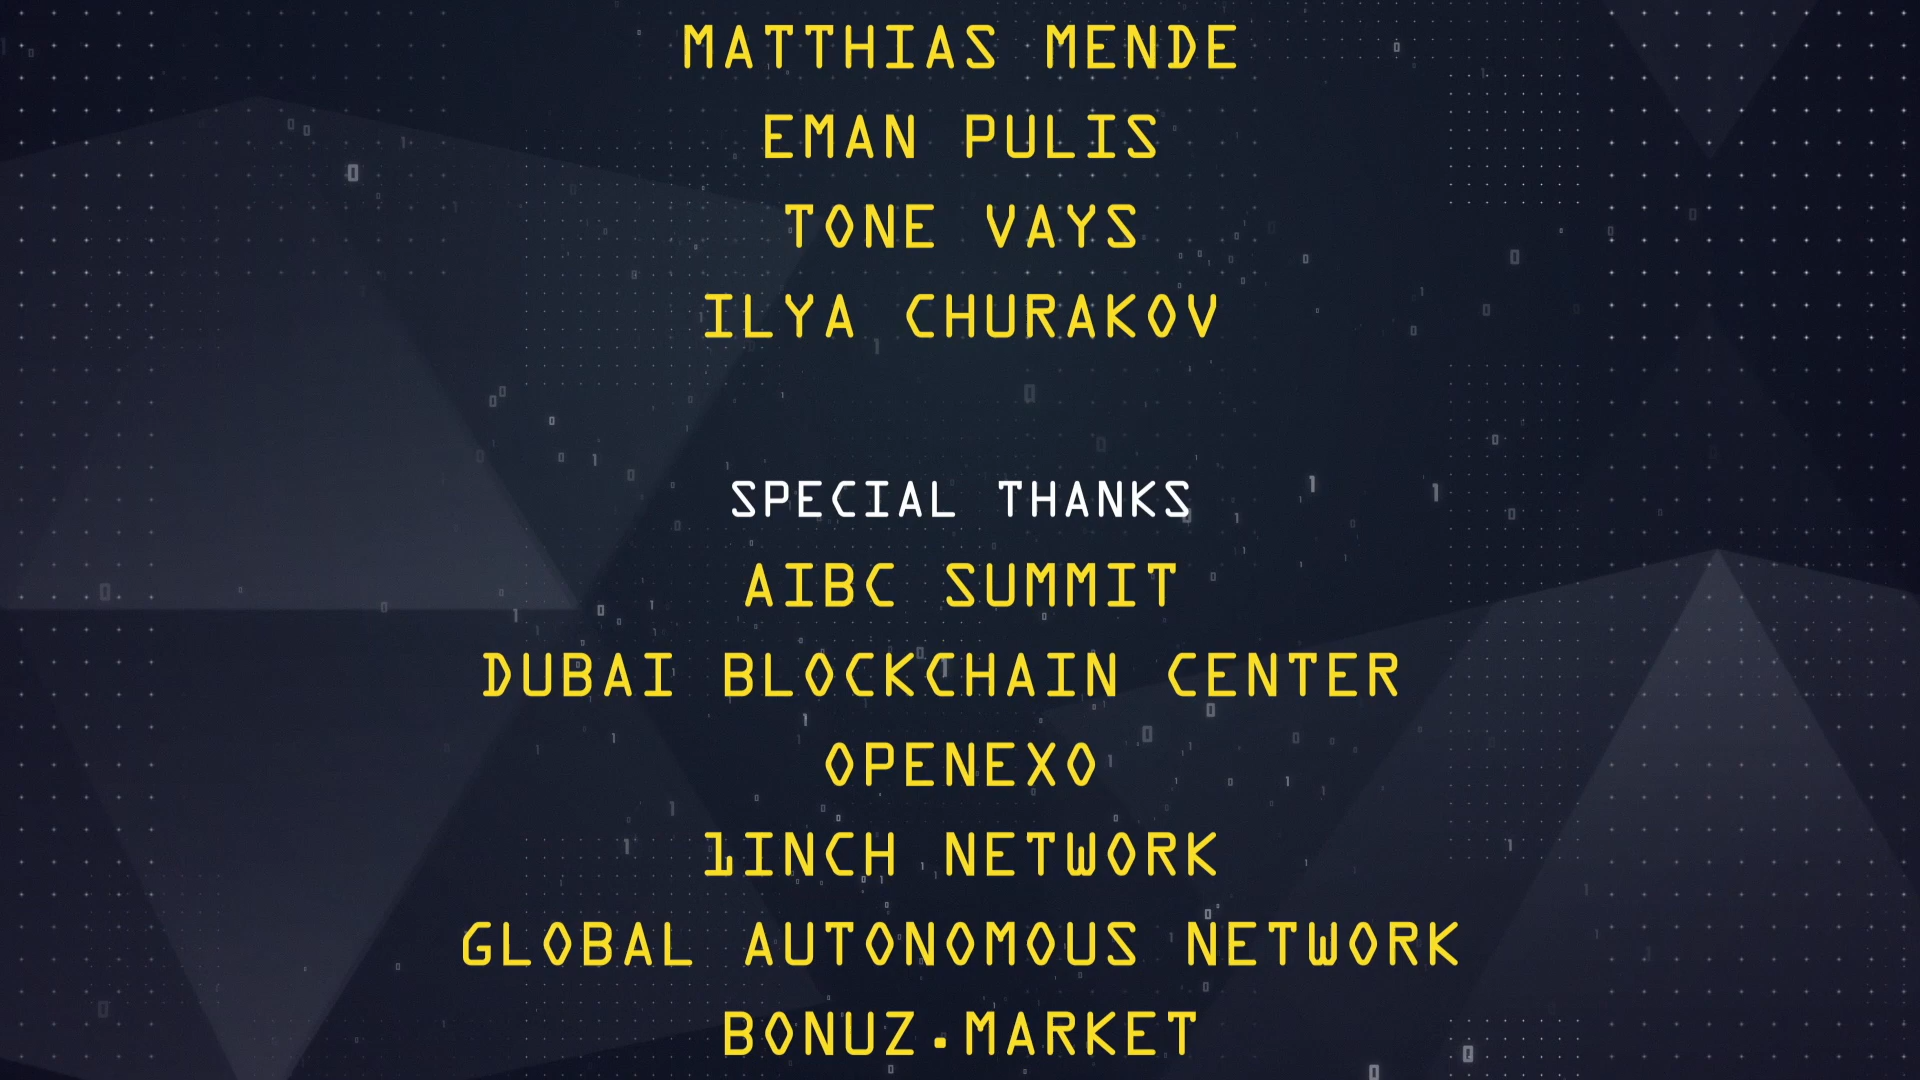 MATTHIAS MENDE
EMAN PULIS
TONE VAYS
ILYA CHURAKOV
SPECIAL THANKS
AIBC SUMMIT
DUBAI BLOCKCHAIN CENTER
OPENEXO
1INCH NETWORK
GLOBAL AUTONOMOUS NETWORK
BONUZ.MARKET